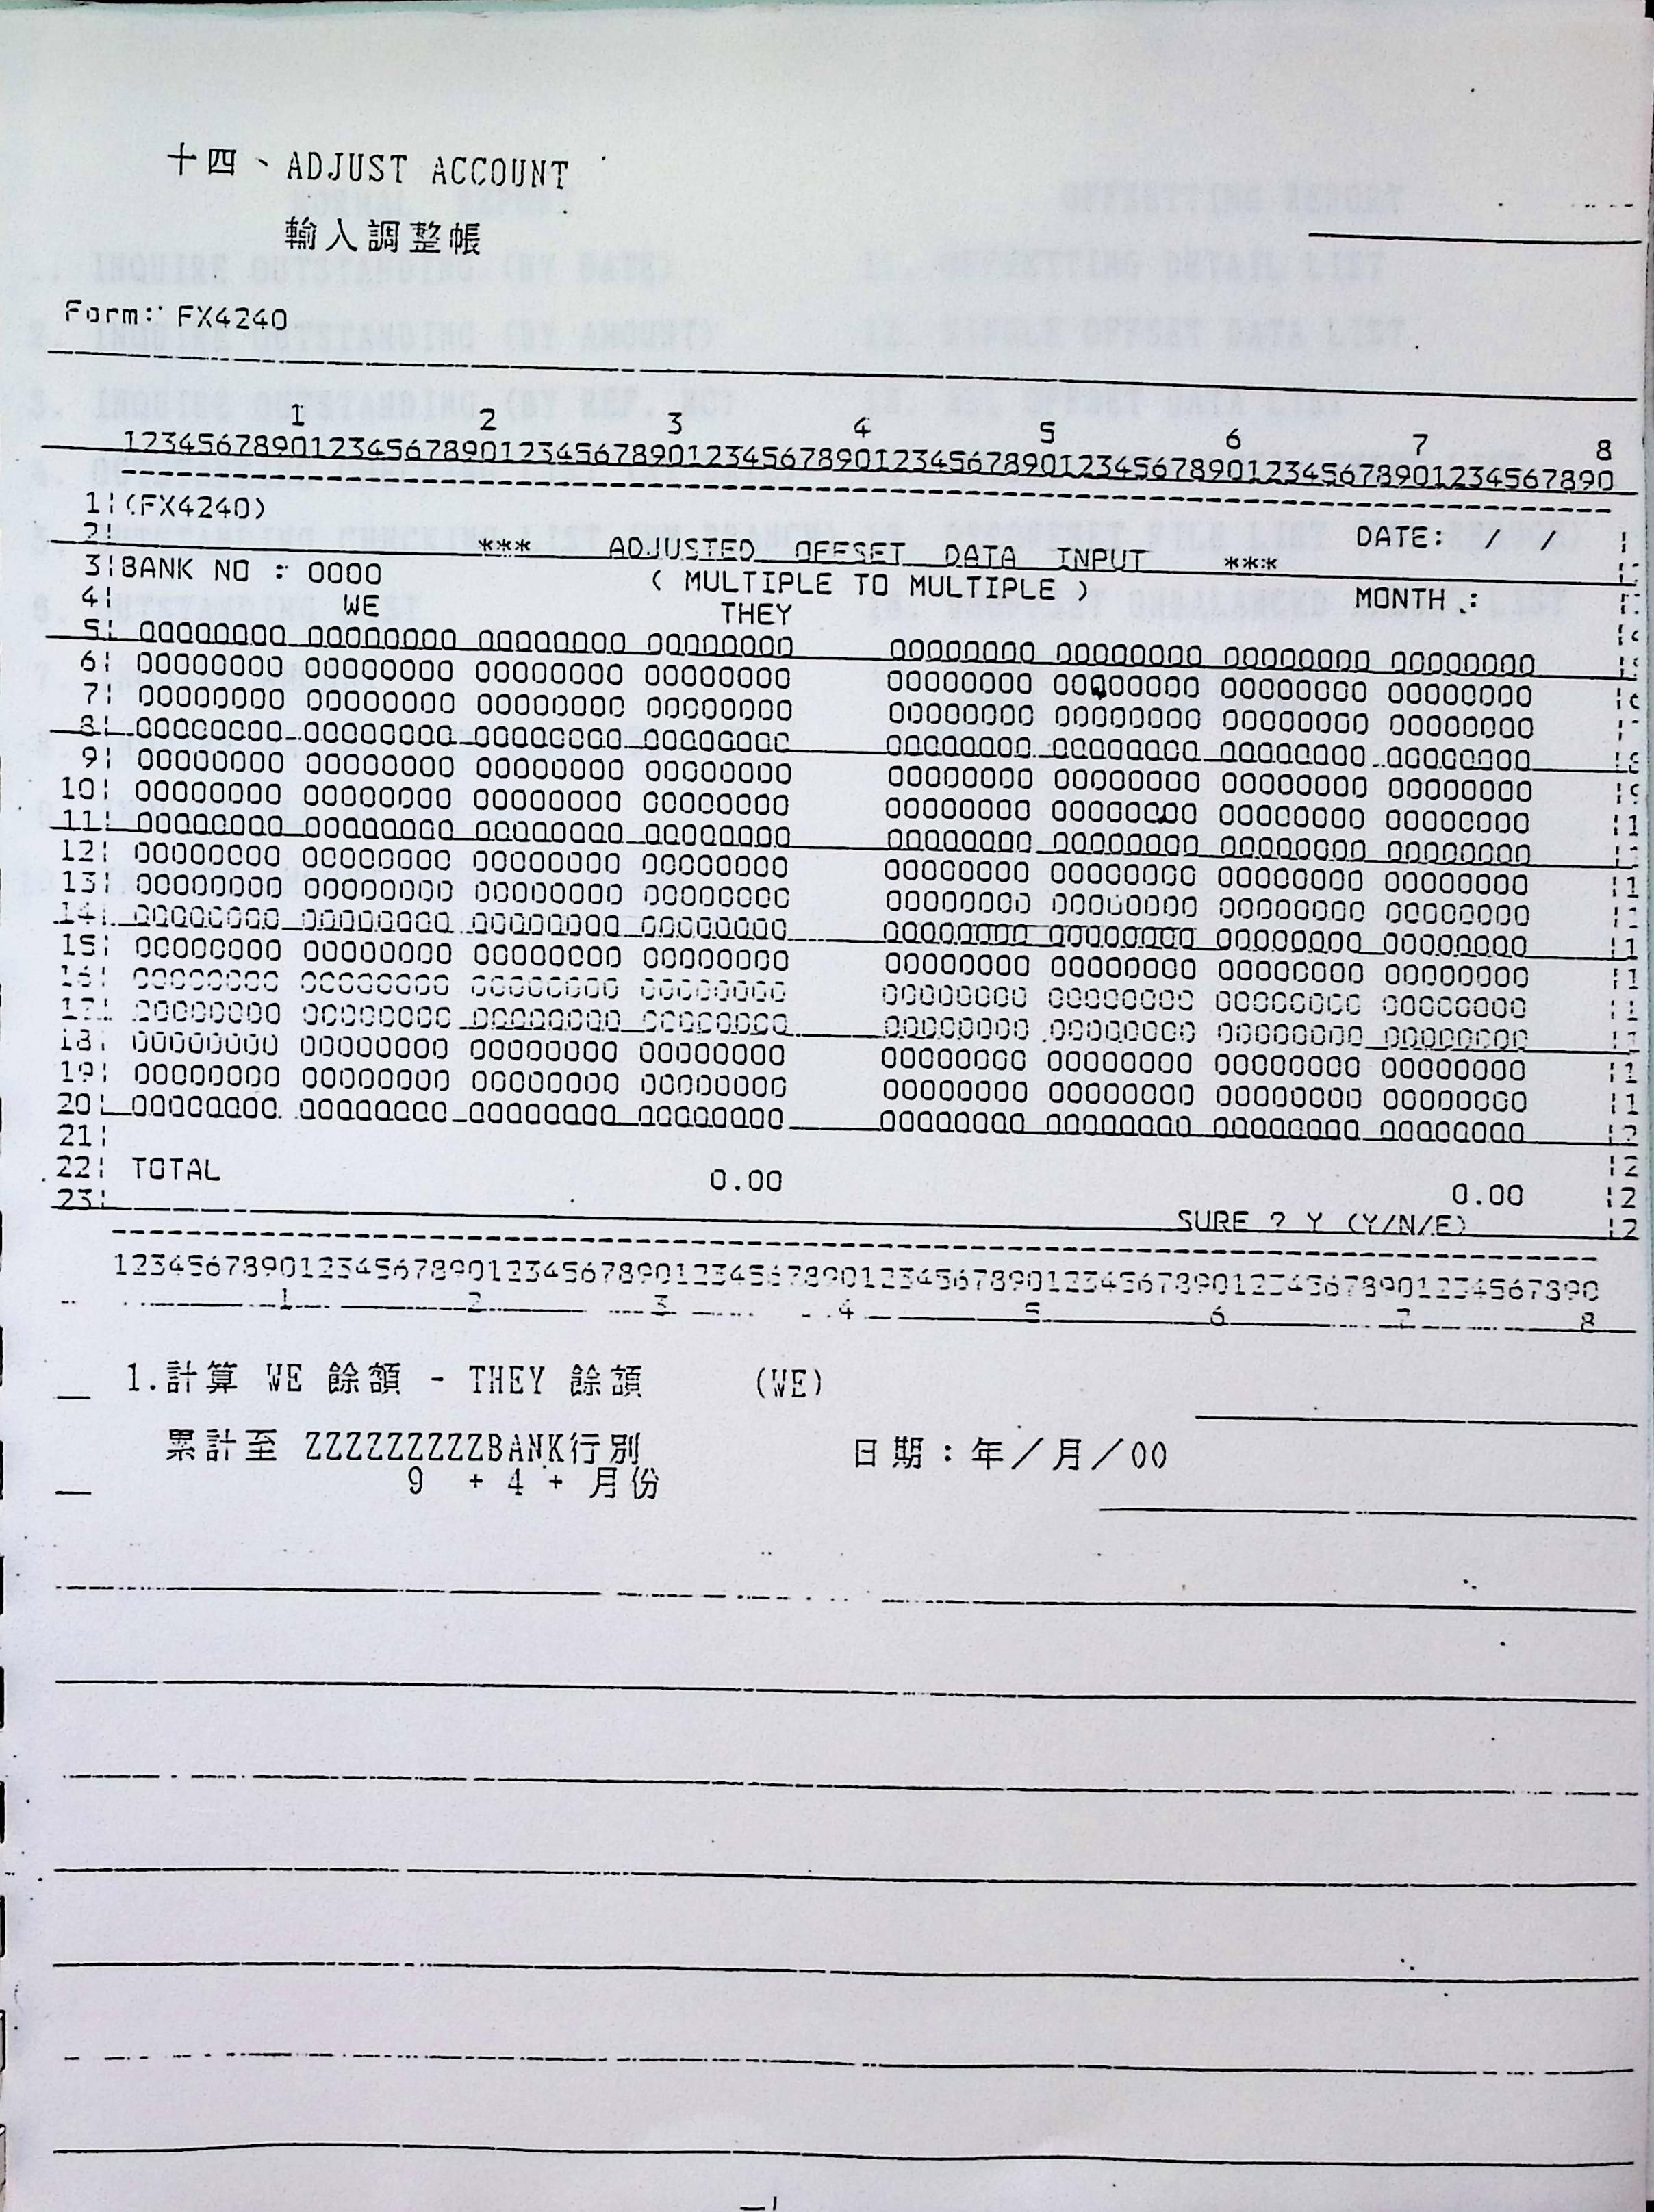 十四、ADJUST ACCOUNT
輸入調整帳
Form: FX4240
1 2 3 4 5 6 7 8
12345678901234567890123456789012345678901234567890123456789012345678901234567890
1¦(FX4240)
2¦ *** ADJUSTED OFFSET DATA INPUT *** DATE: / / ¦
3¦BANK NO : 0000 ( MULTIPLE TO MULTIPLE ) MONTH : ¦
4¦ WE THEY ¦
5¦ 00000000 00000000 00000000 00000000 00000000 00000000 00000000 00000000 ¦
6¦ 00000000 00000000 00000000 00000000 00000000 00000000 00000000 00000000 ¦
7¦ 00000000 00000000 00000000 00000000 00000000 00000000 00000000 00000000 ¦
8¦ 00000000 00000000 00000000 00000000 00000000 00000000 00000000 00000000 ¦
9¦ 00000000 00000000 00000000 00000000 00000000 00000000 00000000 00000000 ¦
10¦ 00000000 00000000 00000000 00000000 00000000 00000000 00000000 00000000 ¦
11¦ 00000000 00000000 00000000 00000000 00000000 00000000 00000000 00000000 ¦
12¦ 00000000 00000000 00000000 00000000 00000000 00000000 00000000 00000000 ¦
13¦ 00000000 00000000 00000000 00000000 00000000 00000000 00000000 00000000 ¦
14¦ 00000000 00000000 00000000 00000000 00000000 00000000 00000000 00000000 ¦
15¦ 00000000 00000000 00000000 00000000 00000000 00000000 00000000 00000000 ¦
16¦ 00000000 00000000 00000000 00000000 00000000 00000000 00000000 00000000 ¦
17¦ 00000000 00000000 00000000 00000000 00000000 00000000 00000000 00000000 ¦
18¦ 00000000 00000000 00000000 00000000 00000000 00000000 00000000 00000000 ¦
19¦ 00000000 00000000 00000000 00000000 00000000 00000000 00000000 00000000 ¦
20¦ 00000000 00000000 00000000 00000000 00000000 00000000 00000000 00000000 ¦
21¦
22¦ TOTAL 0.00 0.00 ¦2
23¦ SURE ? Y (Y/N/E) ¦2
12345678901234567890123456789012345678901234567890123456789012345678901234567890
1 2 3 4 5 6 7 8
1.計算 WE 餘額 - THEY 餘額 (WE)
累計至 ZZZZZZZZZBANK行別 日期：年／月／00
9 + 4 + 月份